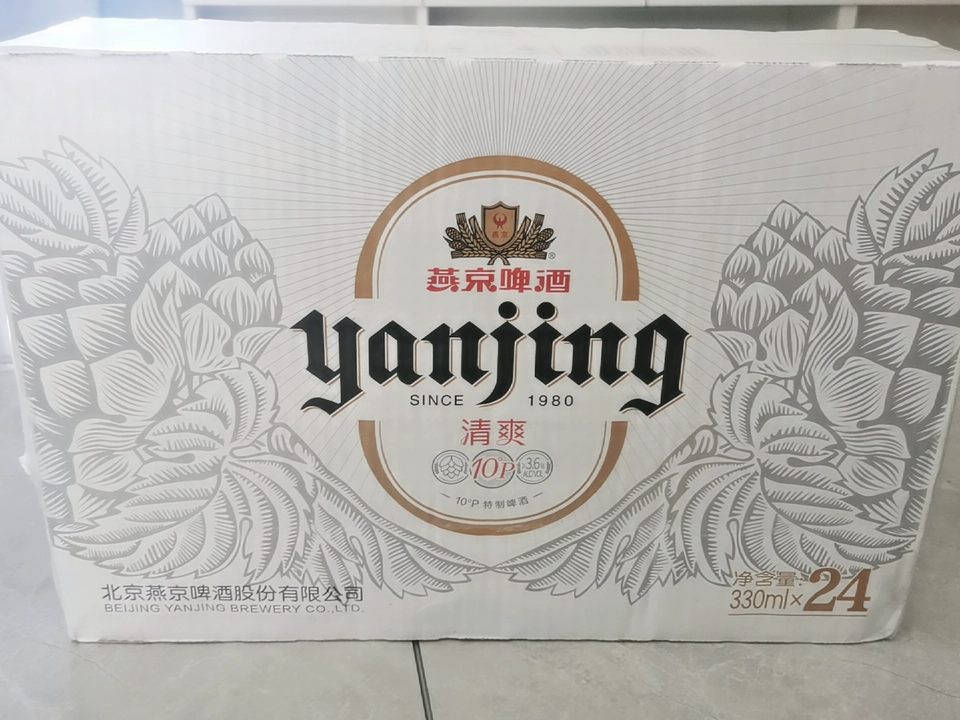 燕京
®
燕京啤酒
yanjing
SINCE 1980
清爽
10°P
≥3.6%
ALC/VOL
10°P 特制啤酒
北京燕京啤酒股份有限公司
BEIJING YANJING BREWERY CO.,LTD.
净含量:
330ml×24